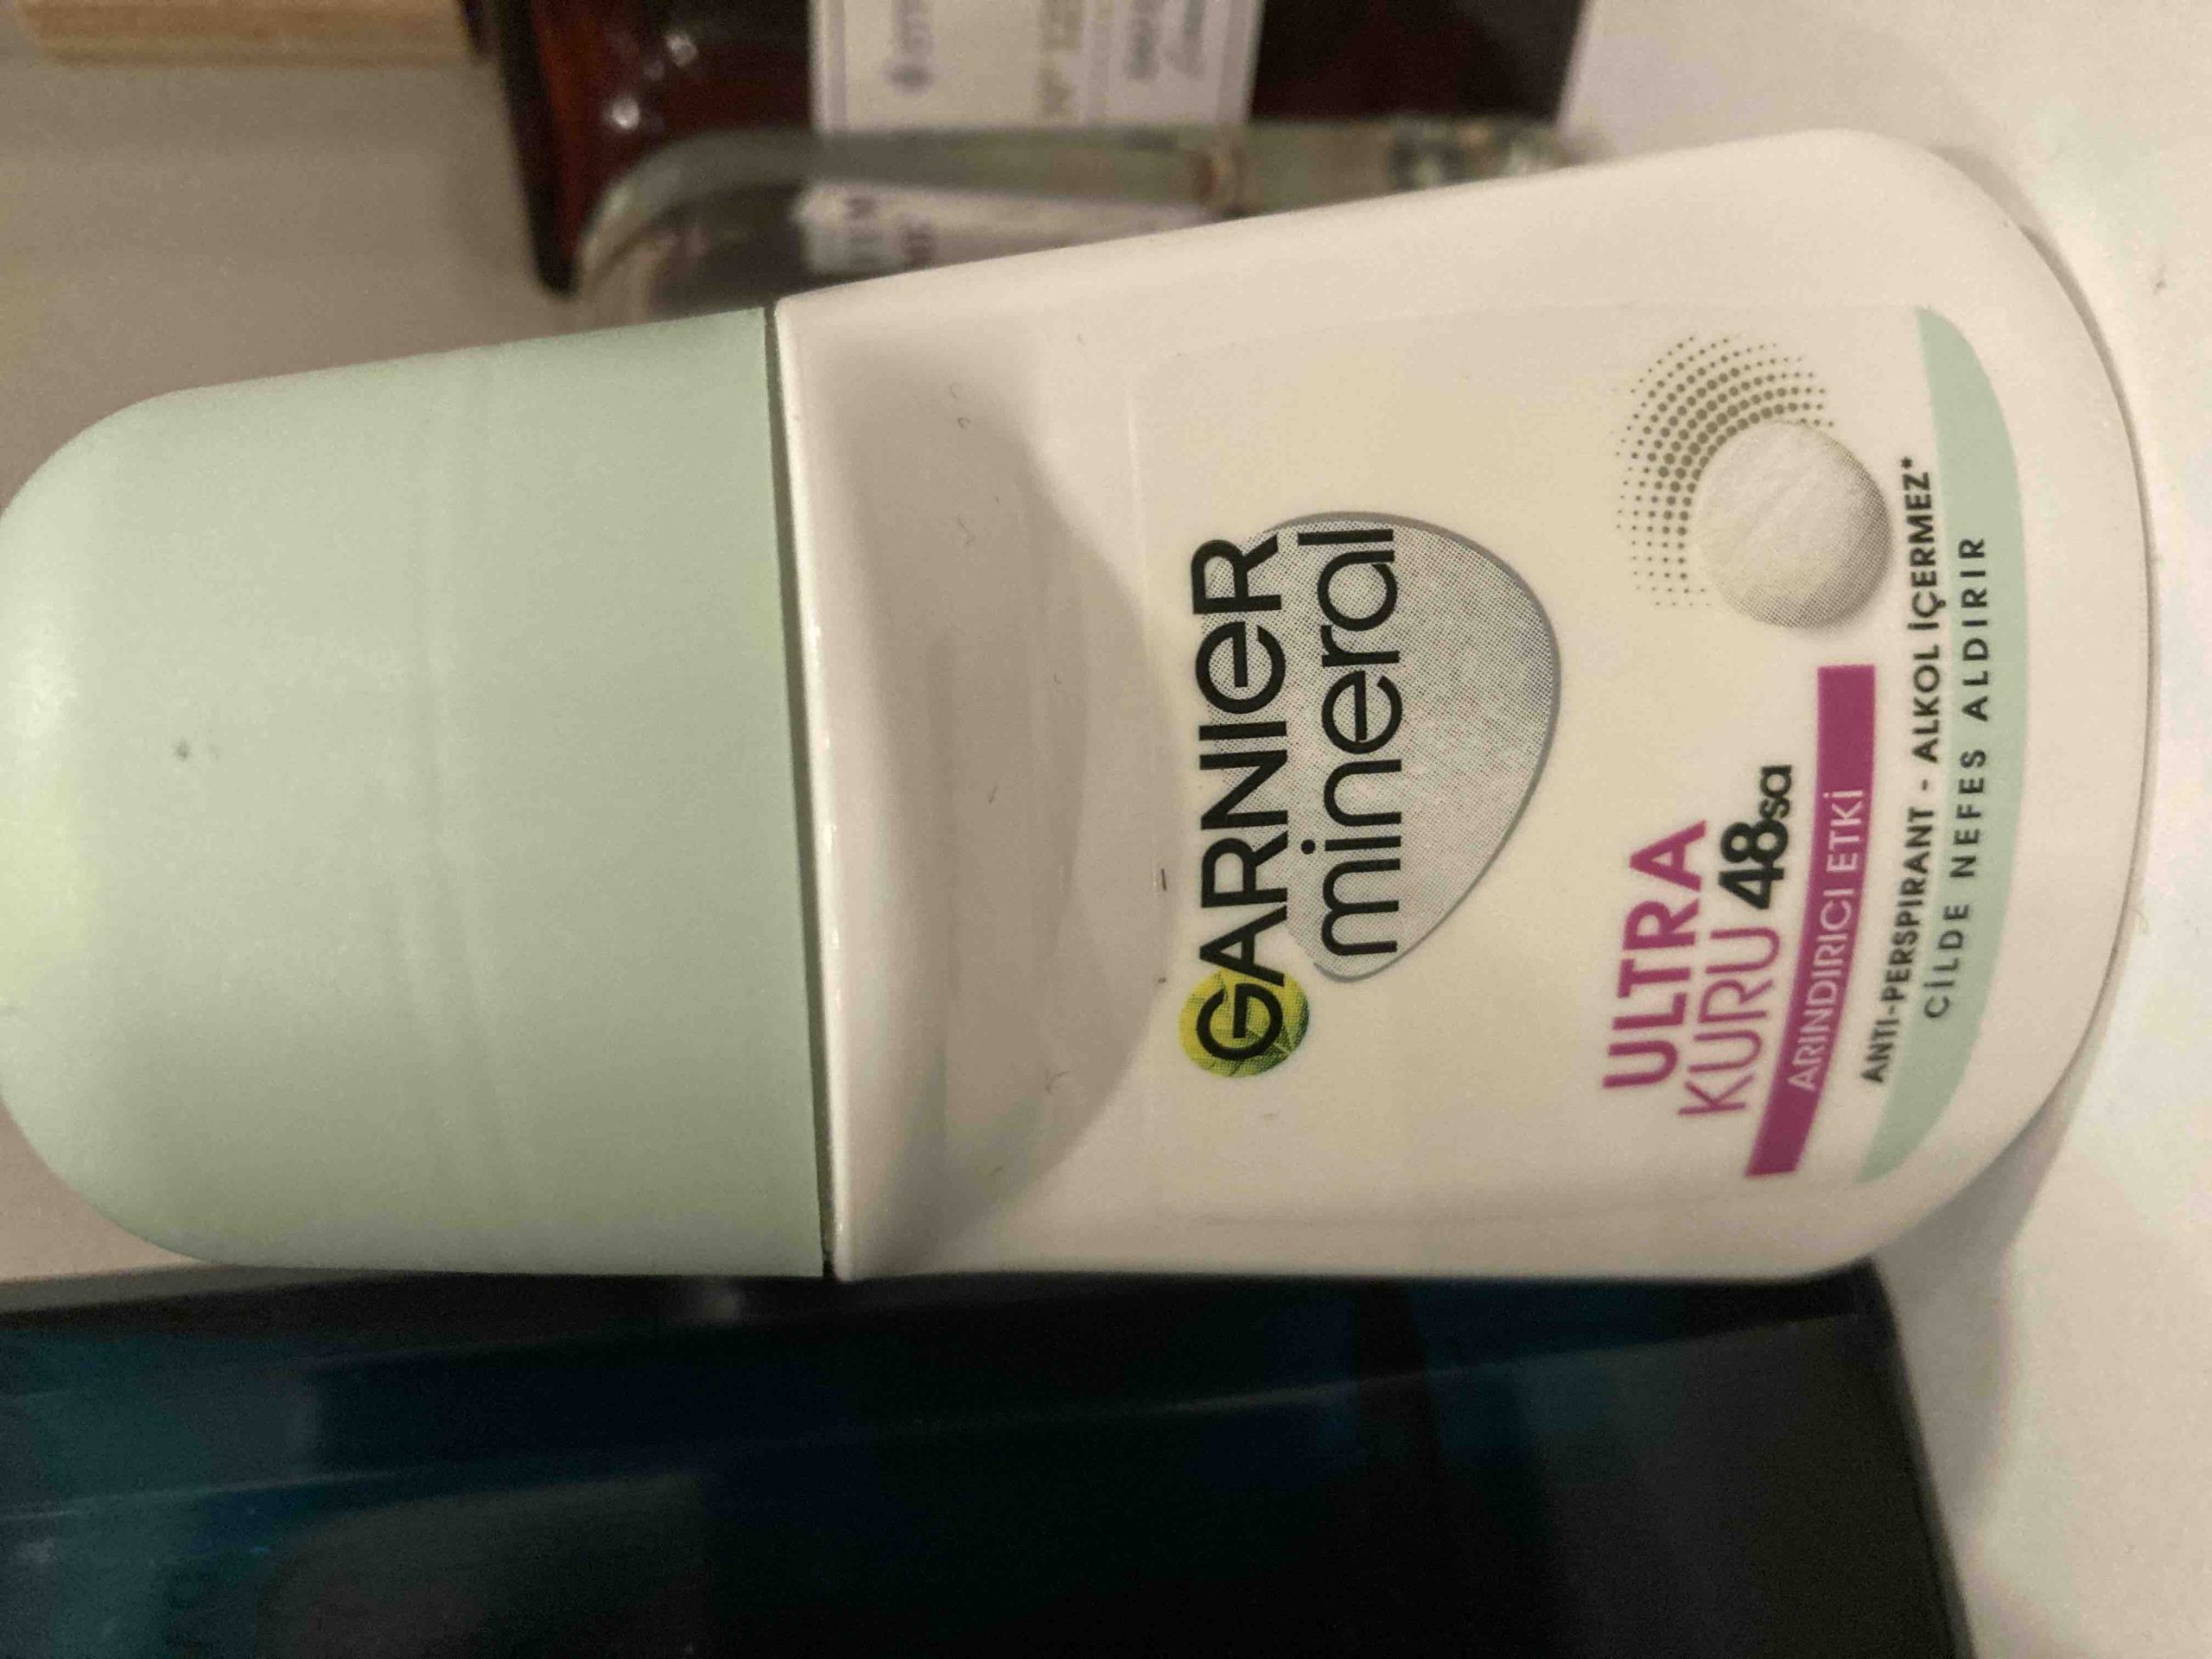 GARNIER
mineral
ULTRA
KURU 48sa
ARINDIRICI ETKİ
ANTI-PERSPIRANT - ALKOL İÇERMEZ*
CİLDE NEFES ALDIRIR